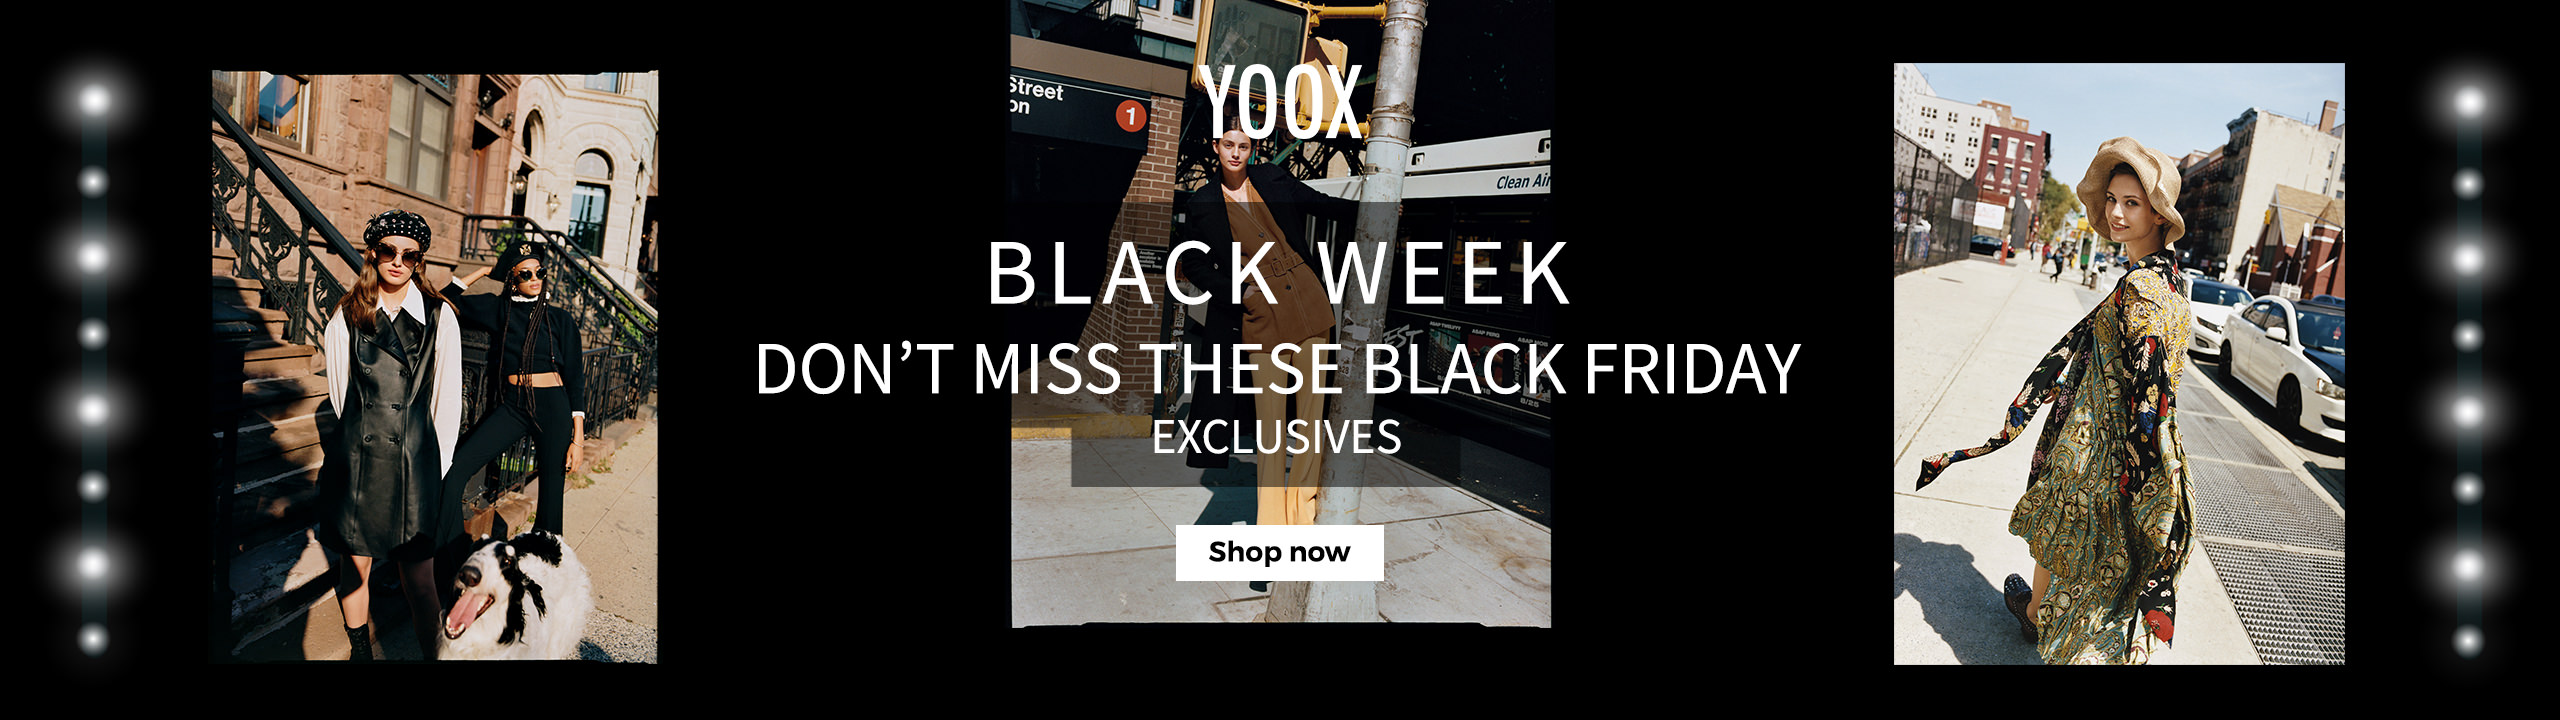 YOOX
Street
on
1
Clean Air
BLACK WEEK
DON’T MISS THESE BLACK FRIDAY
EXCLUSIVES
Shop now